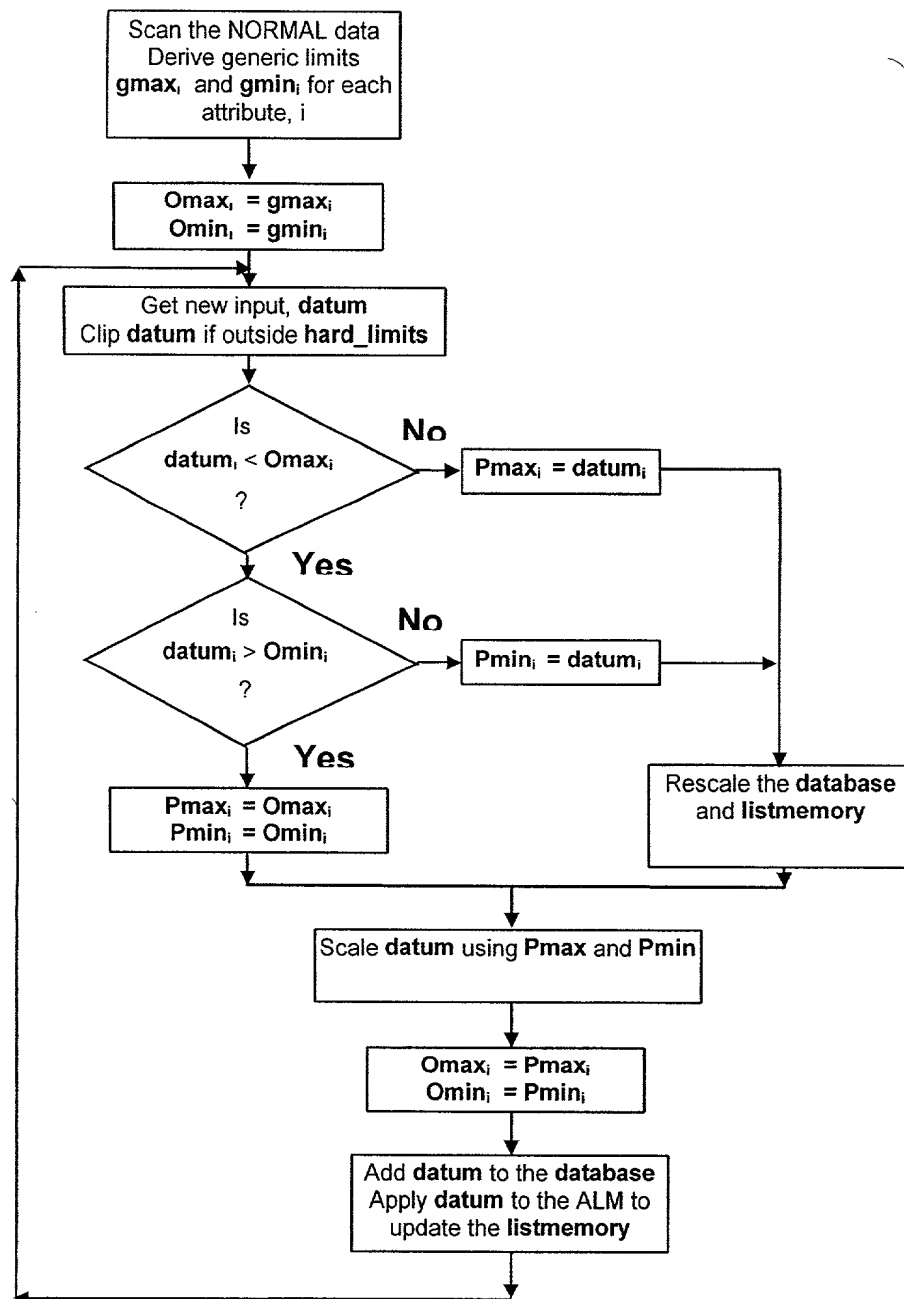 Scan the NORMAL data
Derive generic limits
gmaxᵢ and gminᵢ for each
attribute, i
Omaxᵢ = gmaxᵢ
Ominᵢ = gminᵢ
Get new input, datum
Clip datum if outside hard_limits
Is
datumᵢ < Omaxᵢ
?
No
Pmaxᵢ = datumᵢ
Yes
Is
datumᵢ > Ominᵢ
?
No
Pminᵢ = datumᵢ
Yes
Pmaxᵢ = Omaxᵢ
Pminᵢ = Ominᵢ
Rescale the database
and listmemory
Scale datum using Pmax and Pmin
Omaxᵢ = Pmaxᵢ
Ominᵢ = Pminᵢ
Add datum to the database
Apply datum to the ALM to
update the listmemory